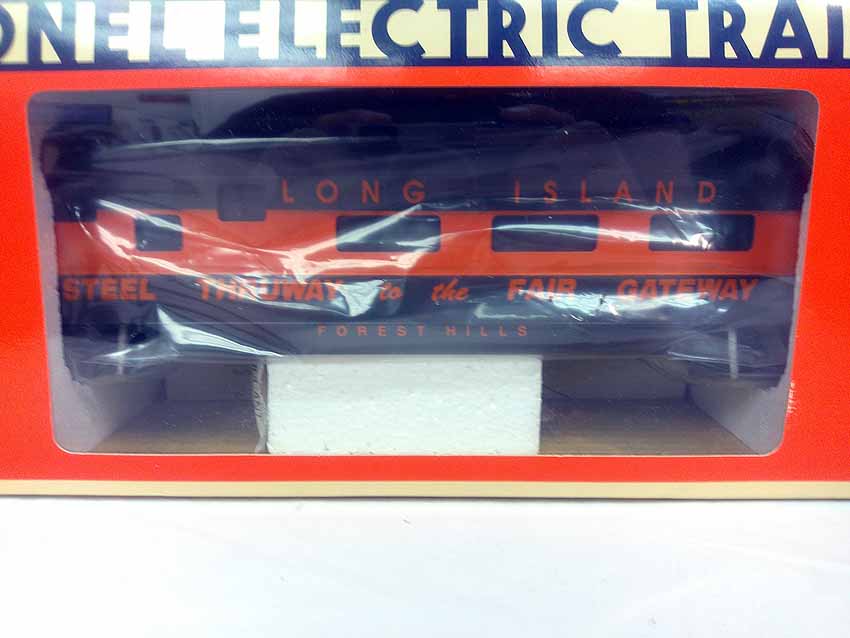 ONEL ELECTRIC TRAI
LONG ISLAND
STEEL THRUWAY to the FAIR GATEWAY
FOREST HILLS